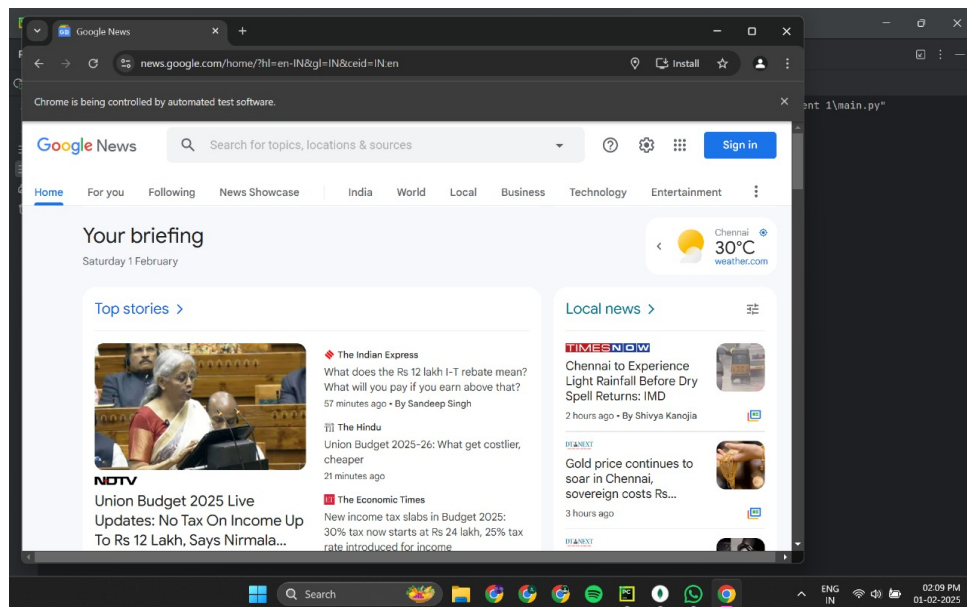 Google News
news.google.com/home/?hl=en-IN&gl=IN&ceid=IN:en
Install
Chrome is being controlled by automated test software.
ent 1\main.py"
Google News
Search for topics, locations & sources
Sign in
Home For you Following News Showcase India World Local Business Technology Entertainment
Your briefing
Saturday 1 February
Chennai
30°C
weather.com
Top stories
NDTV
Union Budget 2025 Live
Updates: No Tax On Income Up
To Rs 12 Lakh, Says Nirmala...
The Indian Express
What does the Rs 12 lakh I-T rebate mean?
What will you pay if you earn above that?
57 minutes ago • By Sandeep Singh
The Hindu
Union Budget 2025-26: What get costlier,
cheaper
21 minutes ago
ET The Economic Times
New income tax slabs in Budget 2025:
30% tax now starts at Rs 24 lakh, 25% tax
rate introduced for income
Local news
TIMES NOW
Chennai to Experience
Light Rainfall Before Dry
Spell Returns: IMD
2 hours ago • By Shivya Kanojia
DT NEXT
Gold price continues to
soar in Chennai,
sovereign costs Rs...
3 hours ago
DT NEXT
Search
PC
ENG
IN
02:09 PM
01-02-2025